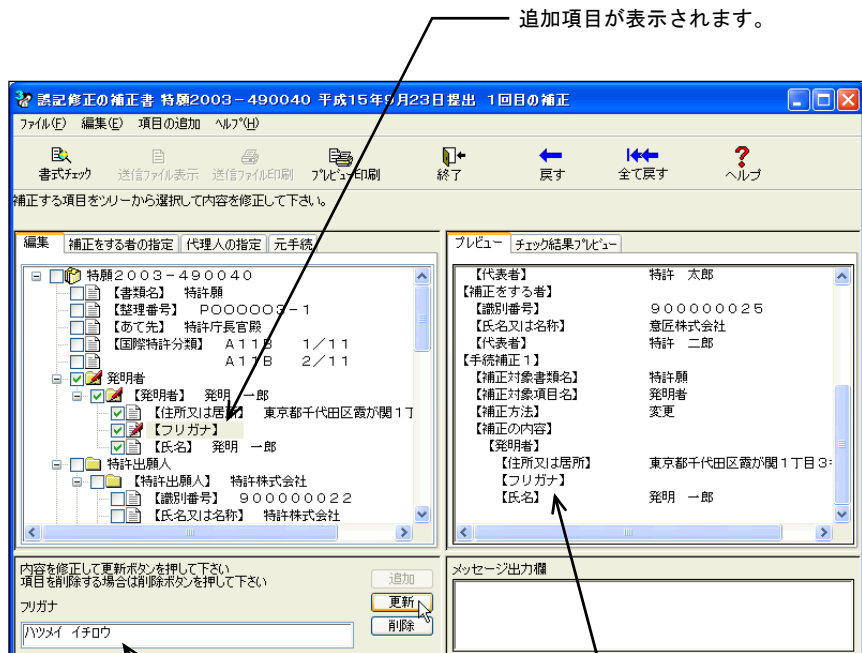 追加項目が表示されます。
誤記修正の補正書 特願2003－490040 平成15年9月23日提出 1回目の補正
ファイル(F) 編集(E) 項目の追加 ヘルプ(H)
書式チェック 送信ファイル表示 送信ファイル印刷 プレビュー印刷 終了 戻す 全て戻す ヘルプ
補正する項目をツリーから選択して内容を修正して下さい。
編集 補正をする者の指定 代理人の指定 元手続
特願２００３－４９００４０
【書類名】 特許願
【整理番号】 Ｐ０００００３－１
【あて先】 特許庁長官殿
【国際特許分類】 Ａ１１Ｂ １／１１
Ａ１１Ｂ ２／１１
発明者
【発明者】 発明 一郎
【住所又は居所】 東京都千代田区霞が関１丁
【フリガナ】
【氏名】 発明 一郎
特許出願人
【特許出願人】 特許株式会社
【識別番号】 ９０００００００２２
【氏名又は名称】 特許株式会社
プレビュー チェック結果プレビュー
【代表者】 特許 太郎
【補正をする者】
【識別番号】 ９００００００２５
【氏名又は名称】 意匠株式会社
【代表者】 特許 二郎
【手続補正１】
【補正対象書類名】 特許願
【補正対象項目名】 発明者
【補正方法】 変更
【補正の内容】
【発明者】
【住所又は居所】 東京都千代田区霞が関１丁目３
【フリガナ】
【氏名】 発明 一郎
内容を修正して更新ボタンを押して下さい
項目を削除する場合は削除ボタンを押して下さい
追加
フリガナ
更新
ハツメイ イチロウ
削除
メッセージ出力欄